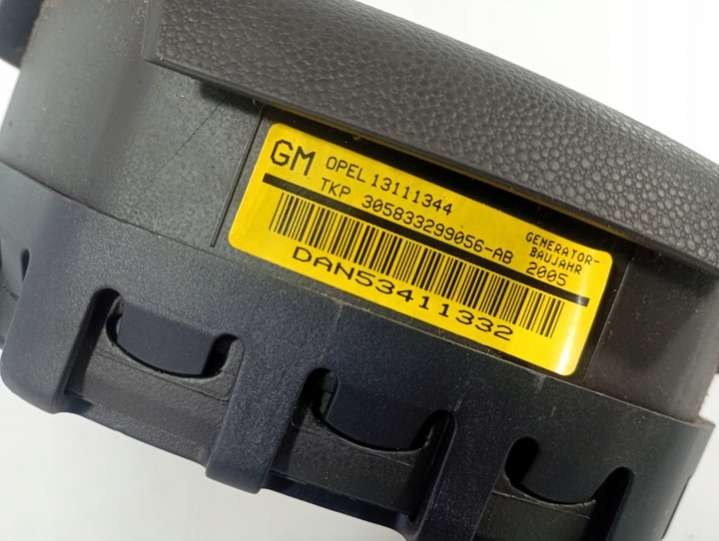 GM OPEL 13111344
TKP 305833299056-AB
GENERATOR-
BAUJAHR
2005
DAN53411332